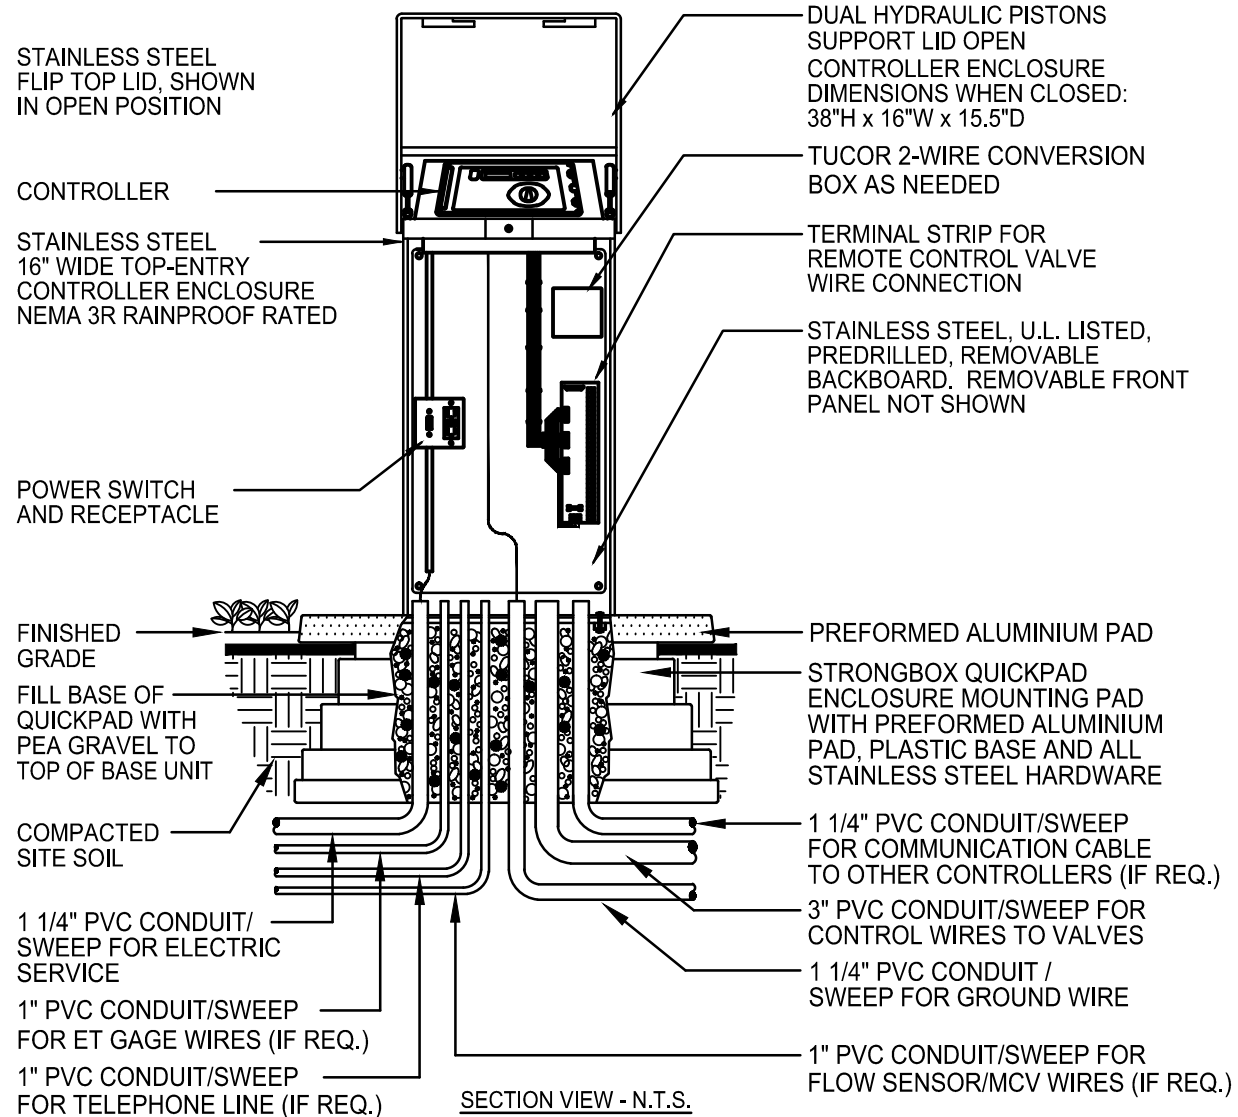 STAINLESS STEEL
FLIP TOP LID, SHOWN
IN OPEN POSITION
CONTROLLER
STAINLESS STEEL
16" WIDE TOP-ENTRY
CONTROLLER ENCLOSURE
NEMA 3R RAINPROOF RATED
POWER SWITCH
AND RECEPTACLE
FINISHED
GRADE
FILL BASE OF
QUICKPAD WITH
PEA GRAVEL TO
TOP OF BASE UNIT
COMPACTED
SITE SOIL
1 1/4" PVC CONDUIT/
SWEEP FOR ELECTRIC
SERVICE
1" PVC CONDUIT/SWEEP
FOR ET GAGE WIRES (IF REQ.)
1" PVC CONDUIT/SWEEP
FOR TELEPHONE LINE (IF REQ.)
DUAL HYDRAULIC PISTONS
SUPPORT LID OPEN
CONTROLLER ENCLOSURE
DIMENSIONS WHEN CLOSED:
38"H x 16"W x 15.5"D
TUCOR 2-WIRE CONVERSION
BOX AS NEEDED
TERMINAL STRIP FOR
REMOTE CONTROL VALVE
WIRE CONNECTION
STAINLESS STEEL, U.L. LISTED,
PREDRILLED, REMOVABLE
BACKBOARD. REMOVABLE FRONT
PANEL NOT SHOWN
PREFORMED ALUMINIUM PAD
STRONGBOX QUICKPAD
ENCLOSURE MOUNTING PAD
WITH PREFORMED ALUMINIUM
PAD, PLASTIC BASE AND ALL
STAINLESS STEEL HARDWARE
1 1/4" PVC CONDUIT/SWEEP
FOR COMMUNICATION CABLE
TO OTHER CONTROLLERS (IF REQ.)
3" PVC CONDUIT/SWEEP FOR
CONTROL WIRES TO VALVES
1 1/4" PVC CONDUIT /
SWEEP FOR GROUND WIRE
1" PVC CONDUIT/SWEEP FOR
FLOW SENSOR/MCV WIRES (IF REQ.)
SECTION VIEW - N.T.S.